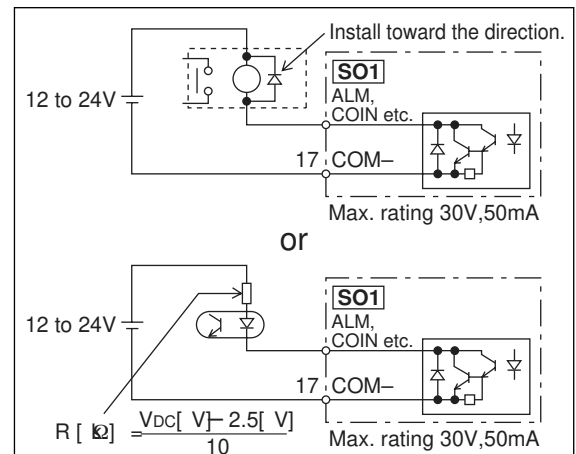 Install toward the direction.
12 to 24V
SO1
ALM,
COIN etc.
17 COM–
Max. rating 30V,50mA
or
12 to 24V
SO1
ALM,
COIN etc.
17 COM–
R [ kΩ] = VDC[ V] – 2.5[ V]
10
Max. rating 30V,50mA